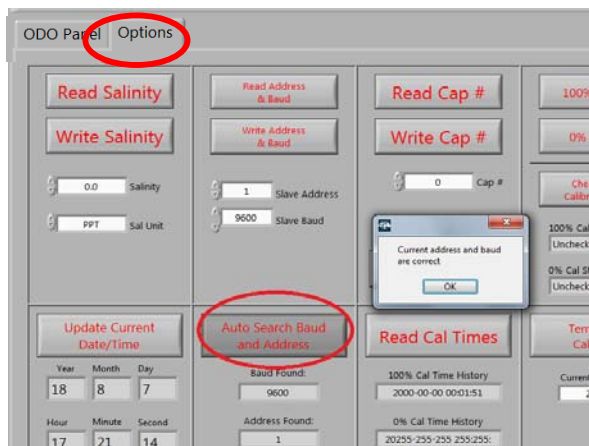 ODO Panel
Options
Read Salinity
Write Salinity
0.0 Salinity
PPT Sal Unit
Read Address
& Baud
Write Address
& Baud
1 Slave Address
9600 Slave Baud
Read Cap #
Write Cap #
0 Cap #
Current address and baud
are correct
OK
100%
0%
100% Cal
Uncheck
Uncheck
Update Current
Date/Time
Year Month Day
18 8 7
Hour Minute Second
17 21 14
Auto Search Baud
and Address
Baud Found:
9600
Address Found:
1
Read Cal Times
100% Cal Time History
2000-00-00 00:01:51
0% Cal Time History
20255-255-255 255:255:
Cal
Current